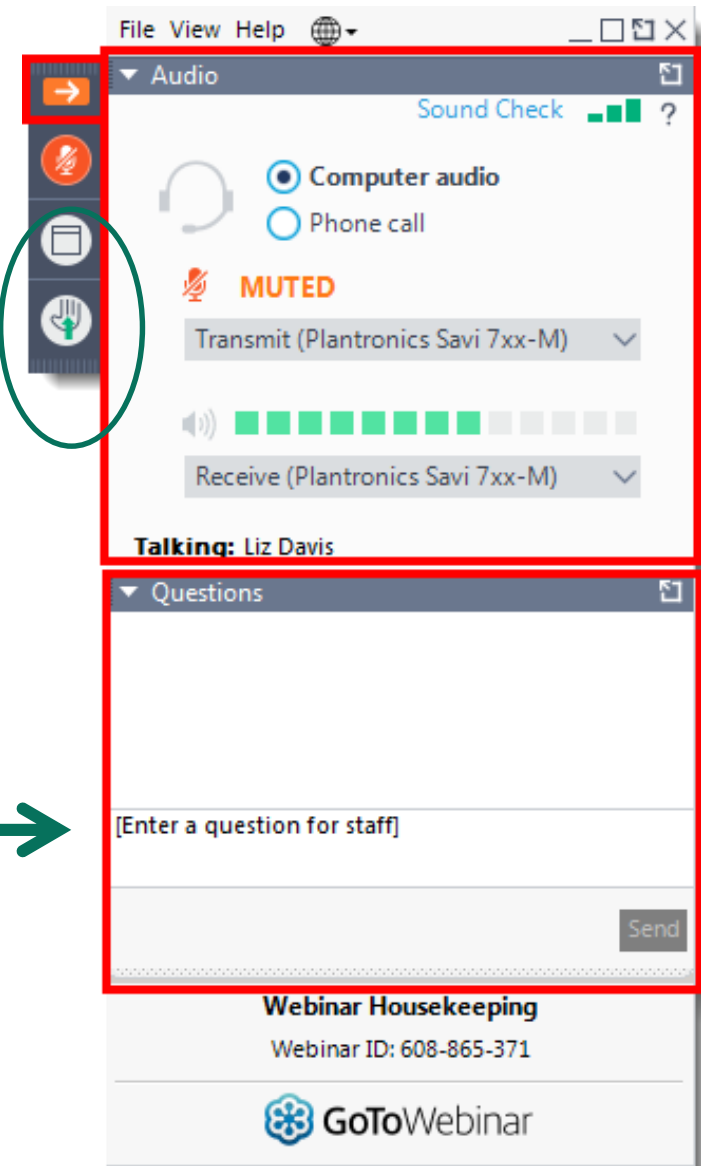 File View Help
Audio
Sound Check ?
Computer audio
Phone call
MUTED
Transmit (Plantronics Savi 7xx-M)
Receive (Plantronics Savi 7xx-M)
Talking: Liz Davis
Questions
[Enter a question for staff]
Send
Webinar Housekeeping
Webinar ID: 608-865-371
GoToWebinar